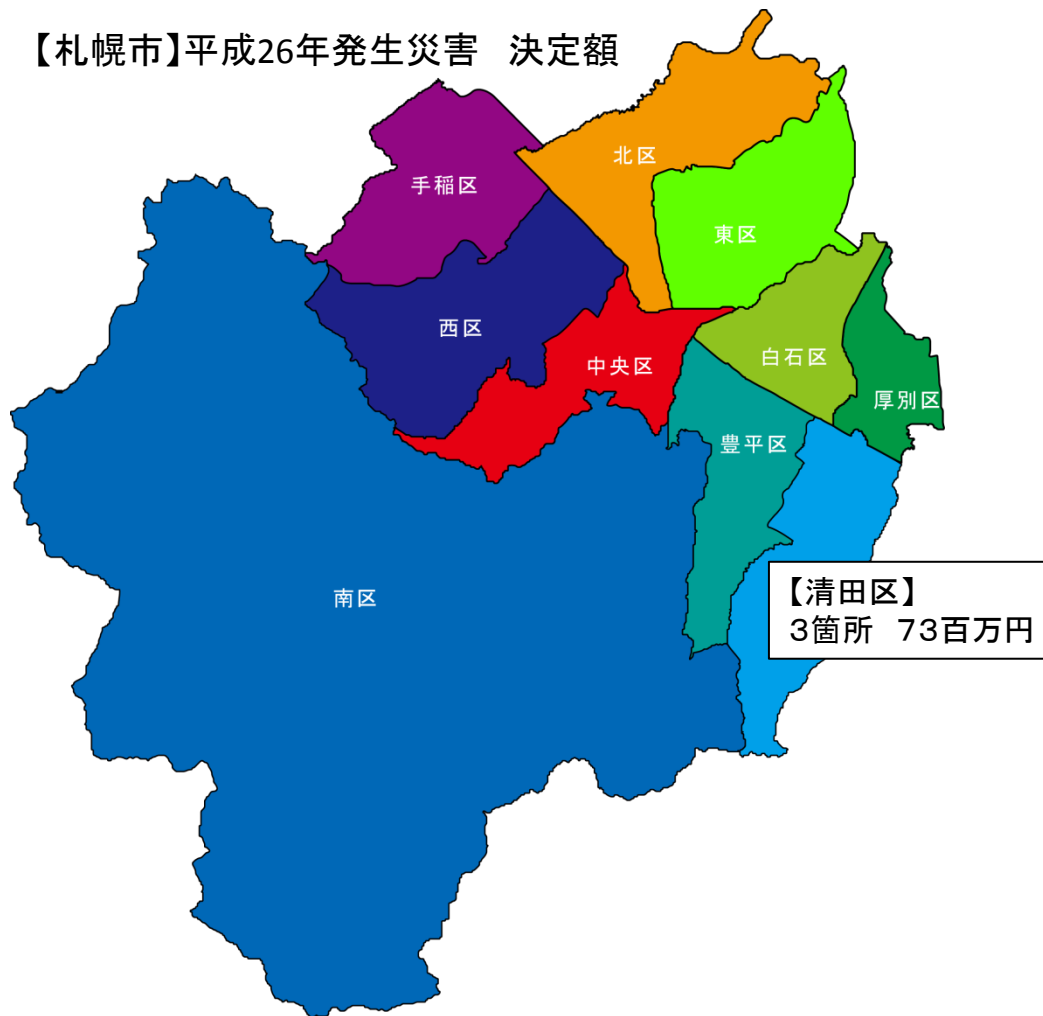 【札幌市】平成26年発生災害　決定額
北区
手稲区
東区
西区
白石区
中央区
厚別区
豊平区
南区
【清田区】
３箇所　７３百万円